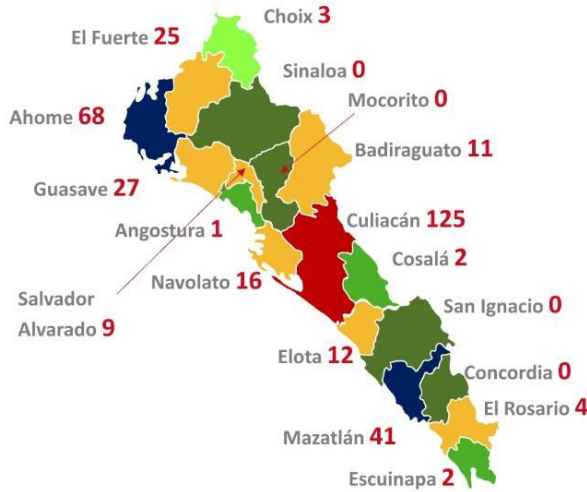 Choix 3
El Fuerte 25
Sinaloa 0
Mocorito 0
Ahome 68
Badiraguato 11
Guasave 27
Culiacán 125
Angostura 1
Cosalá 2
Navolato 16
Salvador
Alvarado 9
San Ignacio 0
Elota 12
Concordia 0
El Rosario 4
Mazatlán 41
Escuinapa 2